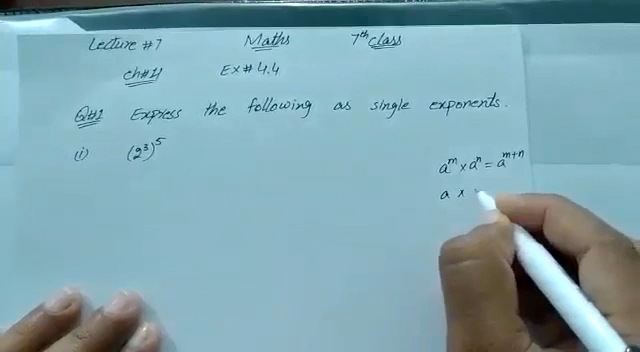 Lecture #7 Maths 7th class
ch#4 Ex# 4.4
Q#1 Express the following as single exponents.
(i) (2³)⁵
aᵐ × aⁿ = aᵐ⁺ⁿ
a ×